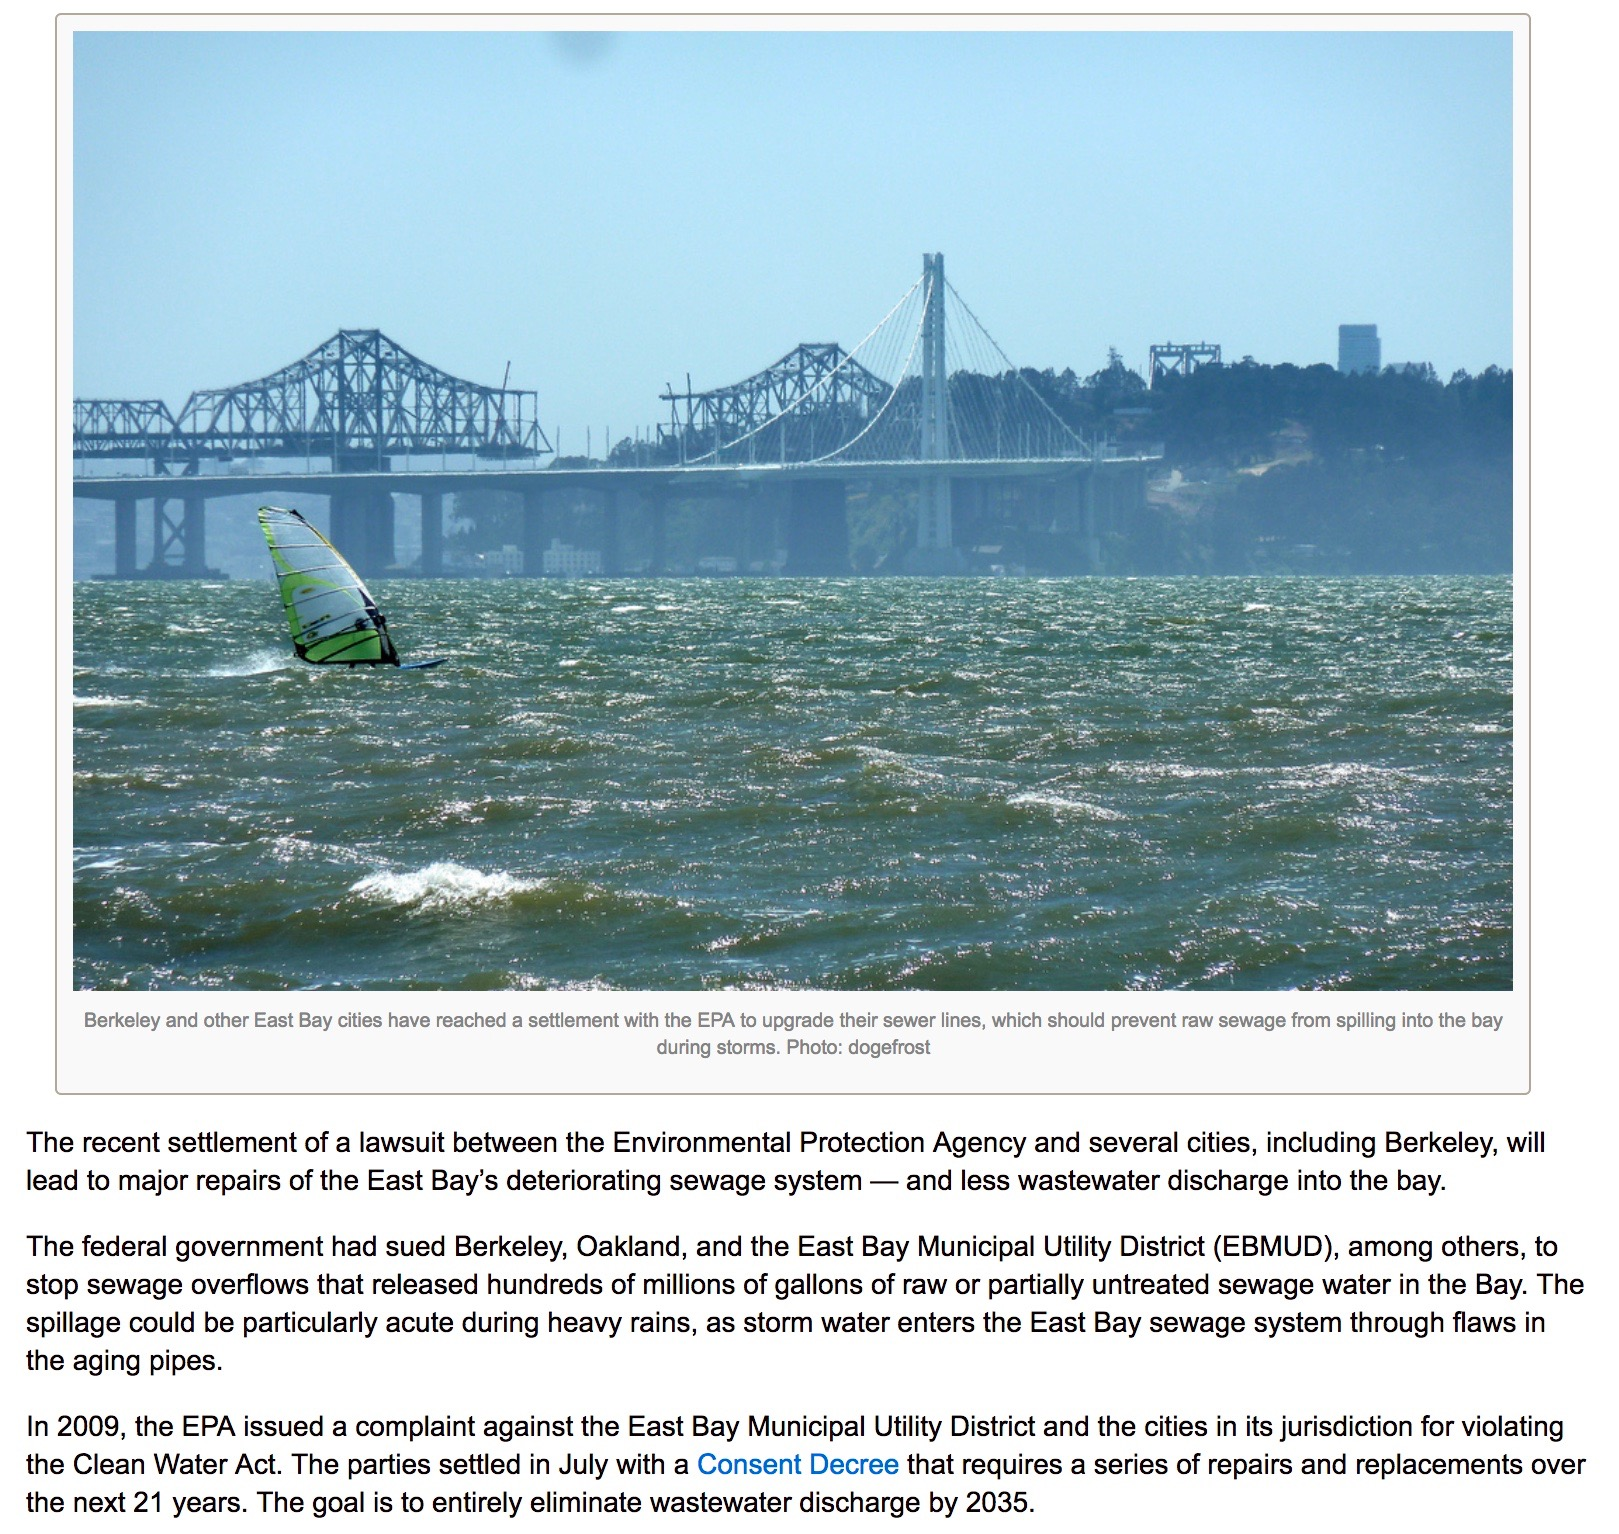 Berkeley and other East Bay cities have reached a settlement with the EPA to upgrade their sewer lines, which should prevent raw sewage from spilling into the bay
during storms. Photo: dogefrost
The recent settlement of a lawsuit between the Environmental Protection Agency and several cities, including Berkeley, will
lead to major repairs of the East Bay’s deteriorating sewage system — and less wastewater discharge into the bay.
The federal government had sued Berkeley, Oakland, and the East Bay Municipal Utility District (EBMUD), among others, to
stop sewage overflows that released hundreds of millions of gallons of raw or partially untreated sewage water in the Bay. The
spillage could be particularly acute during heavy rains, as storm water enters the East Bay sewage system through flaws in
the aging pipes.
In 2009, the EPA issued a complaint against the East Bay Municipal Utility District and the cities in its jurisdiction for violating
the Clean Water Act. The parties settled in July with a Consent Decree that requires a series of repairs and replacements over
the next 21 years. The goal is to entirely eliminate wastewater discharge by 2035.